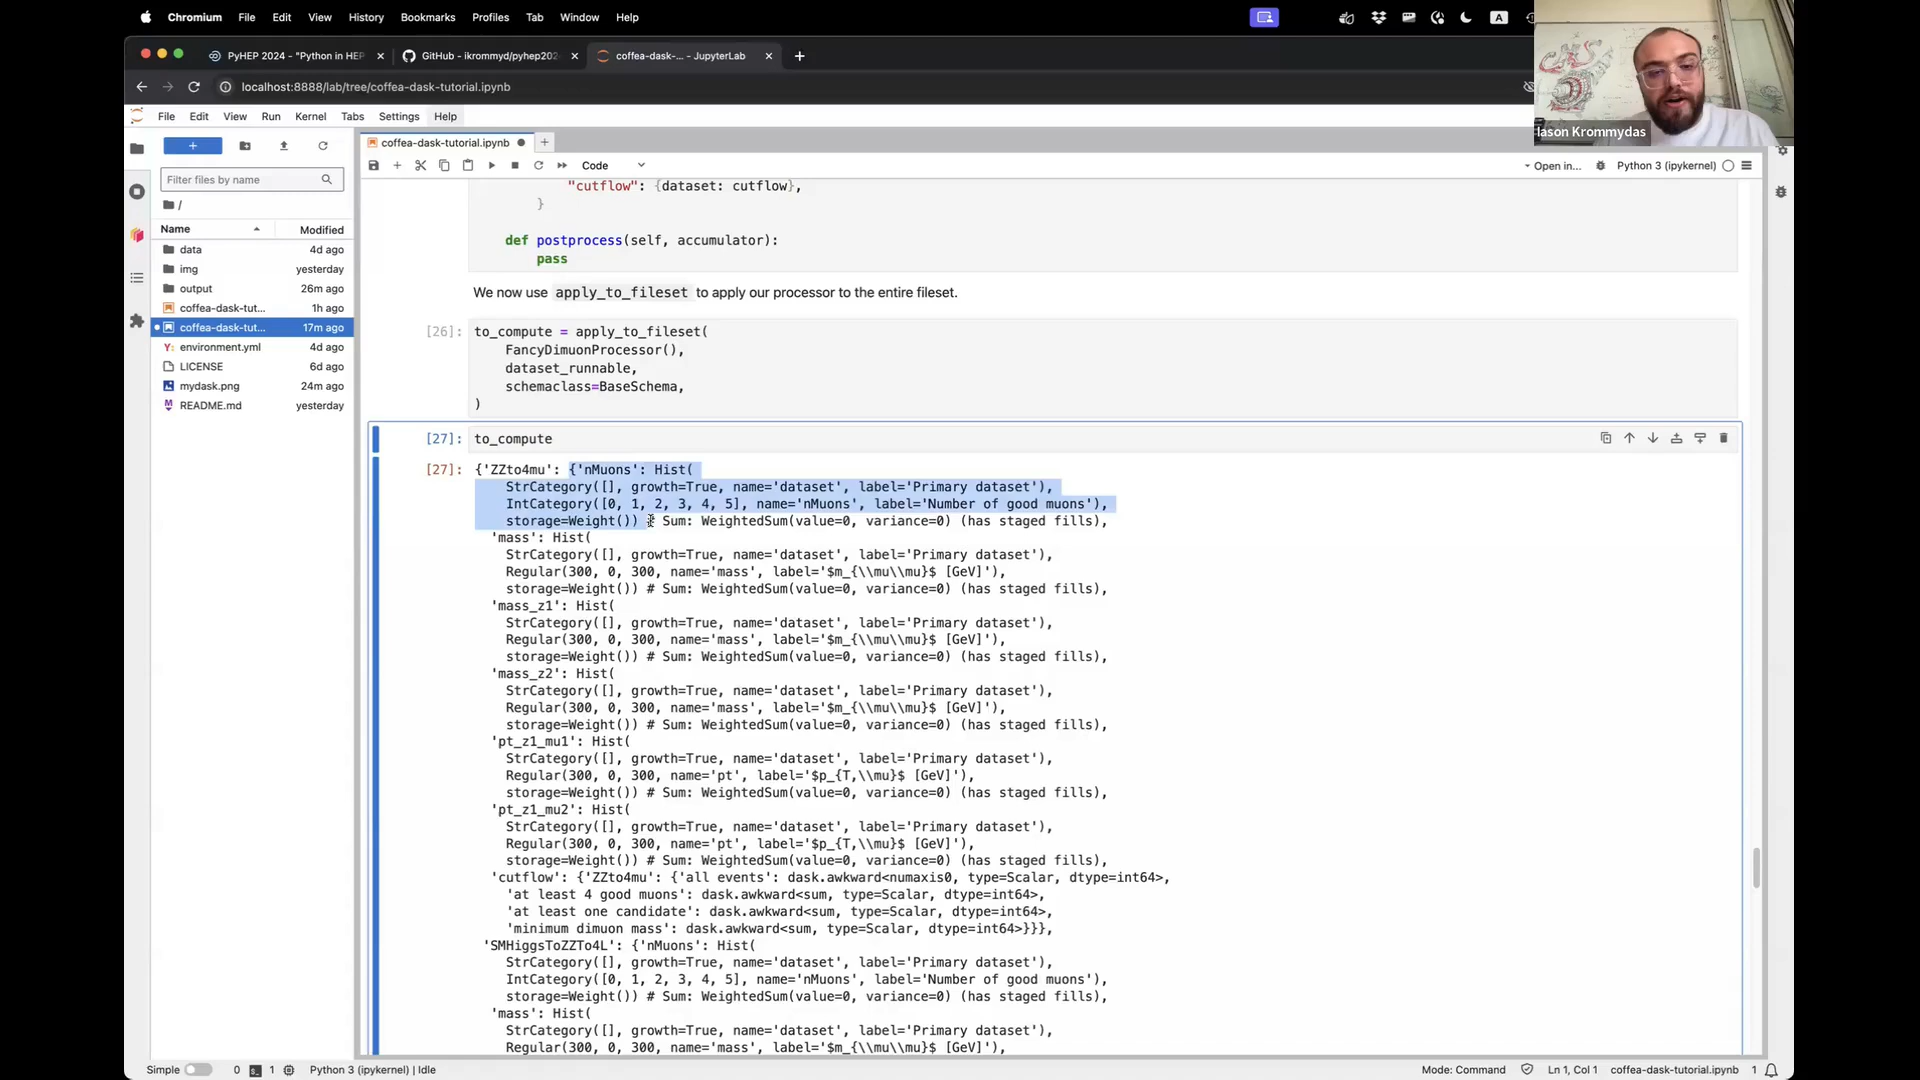 Chromium File Edit View History Bookmarks Profiles Tab Window Help
A
PyHEP 2024 - "Python in HEP
GitHub - ikrommyd/pyhep202
coffea-dask-... - JupyterLab
localhost:8888/lab/tree/coffea-dask-tutorial.ipynb
Iason Krommydas
File Edit View Run Kernel Tabs Settings Help
coffea-dask-tutorial.ipynb
Code
Open in...
Python 3 (ipykernel)
Filter files by name
/
Name Modified
data 4d ago
img yesterday
output 26m ago
coffea-dask-tut... 1h ago
coffea-dask-tut... 17m ago
environment.yml 4d ago
LICENSE 6d ago
mydask.png 24m ago
README.md yesterday
"cutflow": {dataset: cutflow},
}
def postprocess(self, accumulator):
pass
We now use apply_to_fileset to apply our processor to the entire fileset.
[26]: to_compute = apply_to_fileset(
FancyDimuonProcessor(),
dataset_runnable,
schemaclass=BaseSchema,
)
[27]: to_compute
[27]: {'ZZto4mu': {'nMuons': Hist(
StrCategory([], growth=True, name='dataset', label='Primary dataset'),
IntCategory([0, 1, 2, 3, 4, 5], name='nMuons', label='Number of good muons'),
storage=Weight()) # Sum: WeightedSum(value=0, variance=0) (has staged fills),
'mass': Hist(
StrCategory([], growth=True, name='dataset', label='Primary dataset'),
Regular(300, 0, 300, name='mass', label='$m_{\\mu\\mu}$ [GeV]'),
storage=Weight()) # Sum: WeightedSum(value=0, variance=0) (has staged fills),
'mass_z1': Hist(
StrCategory([], growth=True, name='dataset', label='Primary dataset'),
Regular(300, 0, 300, name='mass', label='$m_{\\mu\\mu}$ [GeV]'),
storage=Weight()) # Sum: WeightedSum(value=0, variance=0) (has staged fills),
'mass_z2': Hist(
StrCategory([], growth=True, name='dataset', label='Primary dataset'),
Regular(300, 0, 300, name='mass', label='$m_{\\mu\\mu}$ [GeV]'),
storage=Weight()) # Sum: WeightedSum(value=0, variance=0) (has staged fills),
'pt_z1_mu1': Hist(
StrCategory([], growth=True, name='dataset', label='Primary dataset'),
Regular(300, 0, 300, name='pt', label='$p_{T,\\mu}$ [GeV]'),
storage=Weight()) # Sum: WeightedSum(value=0, variance=0) (has staged fills),
'pt_z1_mu2': Hist(
StrCategory([], growth=True, name='dataset', label='Primary dataset'),
Regular(300, 0, 300, name='pt', label='$p_{T,\\mu}$ [GeV]'),
storage=Weight()) # Sum: WeightedSum(value=0, variance=0) (has staged fills),
'cutflow': {'ZZto4mu': {'all events': dask.awkward<numaxis0, type=Scalar, dtype=int64>,
'at least 4 good muons': dask.awkward<sum, type=Scalar, dtype=int64>,
'at least one candidate': dask.awkward<sum, type=Scalar, dtype=int64>,
'minimum dimuon mass': dask.awkward<sum, type=Scalar, dtype=int64>}}},
'SMHiggsToZZTo4L': {'nMuons': Hist(
StrCategory([], growth=True, name='dataset', label='Primary dataset'),
IntCategory([0, 1, 2, 3, 4, 5], name='nMuons', label='Number of good muons'),
storage=Weight()) # Sum: WeightedSum(value=0, variance=0) (has staged fills),
'mass': Hist(
StrCategory([], growth=True, name='dataset', label='Primary dataset'),
Regular(300, 0, 300, name='mass', label='$m_{\\mu\\mu}$ [GeV]'),
Simple 0 1 Python 3 (ipykernel) | Idle Mode: Command Ln 1, Col 1 coffea-dask-tutorial.ipynb 1